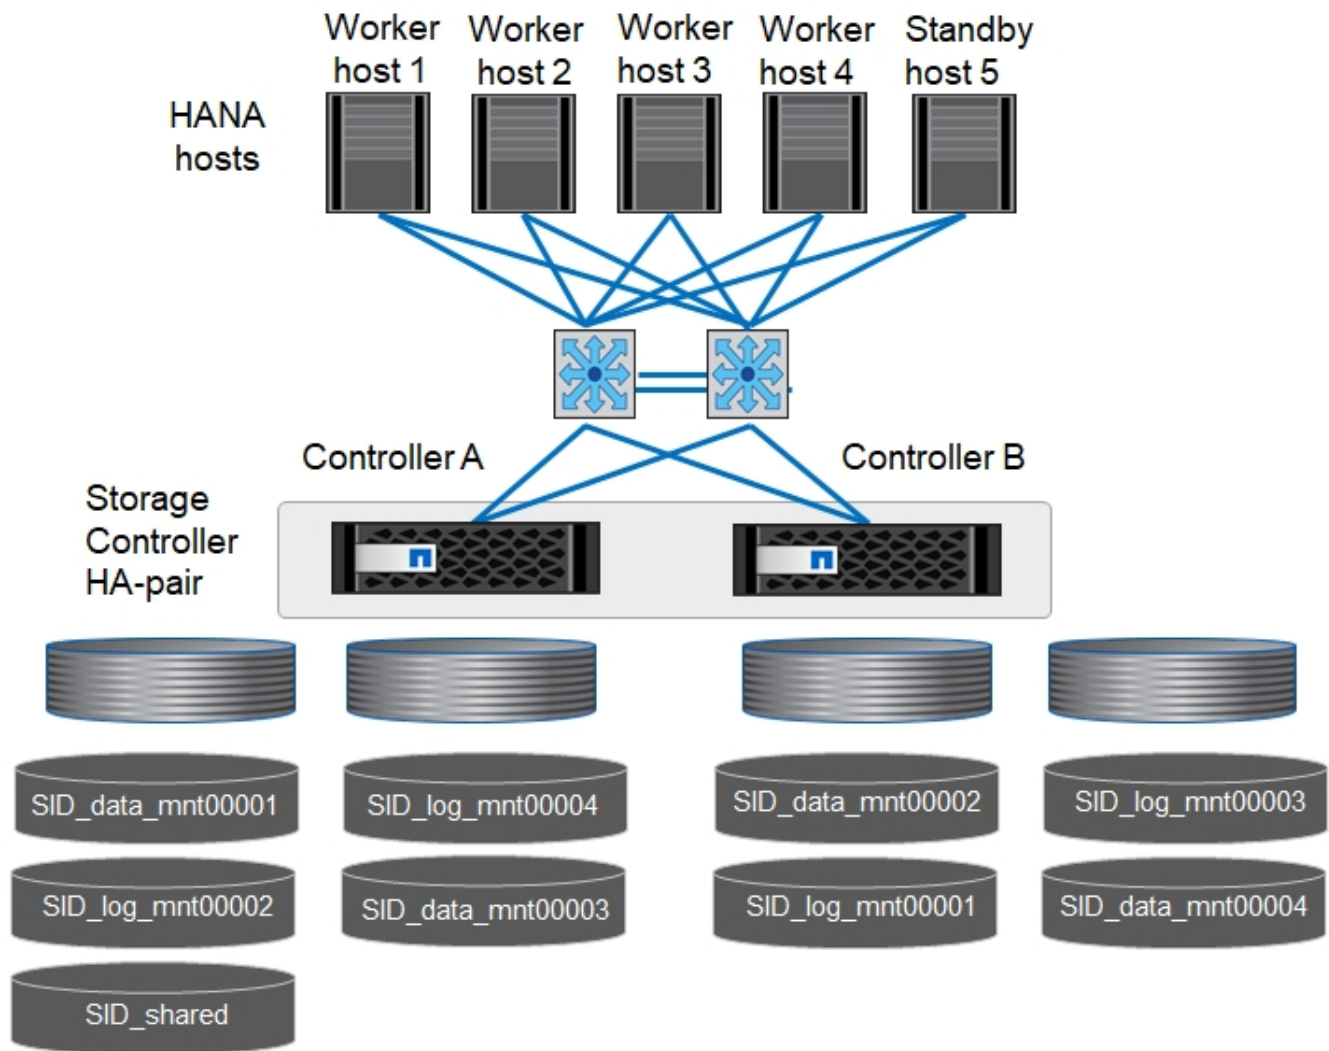 Worker
host 1
Worker
host 2
Worker
host 3
Worker
host 4
Standby
host 5
HANA
hosts
Controller A
Controller B
Storage
Controller
HA-pair
SID_data_mnt00001
SID_log_mnt00004
SID_data_mnt00002
SID_log_mnt00003
SID_log_mnt00002
SID_data_mnt00003
SID_log_mnt00001
SID_data_mnt00004
SID_shared